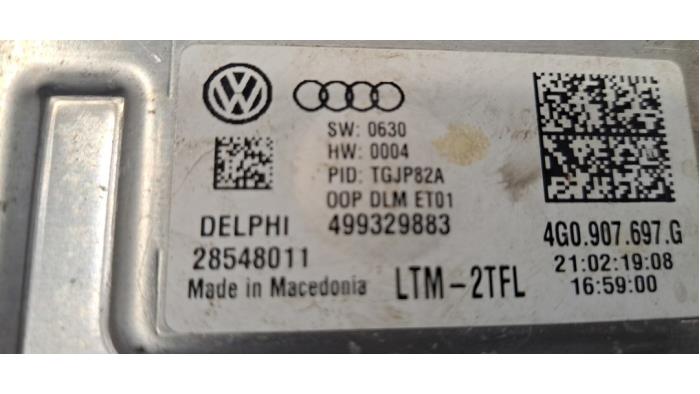 SW: 0630
HW: 0004
PID: TGJP82A
OOP DLM ET01
DELPHI 499329883
28548011
Made in Macedonia LTM-2TFL
4G0.907.697.G
21:02:19:08
16:59:00